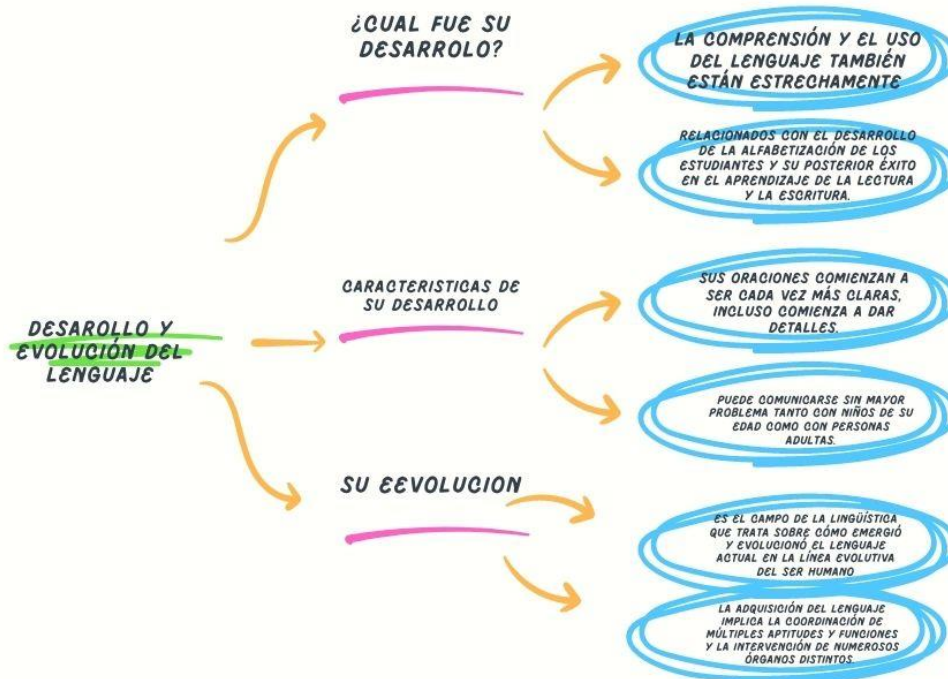 ¿CUAL FUE SU
DESARROLO?
LA COMPRENSIÓN Y EL USO
DEL LENGUAJE TAMBIÉN
ESTÁN ESTRECHAMENTE
RELACIONADOS CON EL DESARROLLO
DE LA ALFABETIZACIÓN DE LOS
ESTUDIANTES Y SU POSTERIOR ÉXITO
EN EL APRENDIZAJE DE LA LECTURA
Y LA ESCRITURA.
DESAROLLO Y
EVOLUCIÓN DEL
LENGUAJE
CARACTERISTICAS DE
SU DESARROLLO
SUS ORACIONES COMIENZAN A
SER CADA VEZ MÁS CLARAS,
INCLUSO COMIENZA A DAR
DETALLES.
PUEDE COMUNICARSE SIN MAYOR
PROBLEMA TANTO CON NIÑOS DE SU
EDAD COMO CON PERSONAS
ADULTAS.
SU EEVOLUCION
ES EL CAMPO DE LA LINGÜÍSTICA
QUE TRATA SOBRE CÓMO EMERGIÓ
Y EVOLUCIONÓ EL LENGUAJE
ACTUAL EN LA LÍNEA EVOLUTIVA
DEL SER HUMANO
LA ADQUISICIÓN DEL LENGUAJE
IMPLICA LA COORDINACIÓN DE
MÚLTIPLES APTITUDES Y FUNCIONES
Y LA INTERVENCIÓN DE NUMEROSOS
ÓRGANOS DISTINTOS.